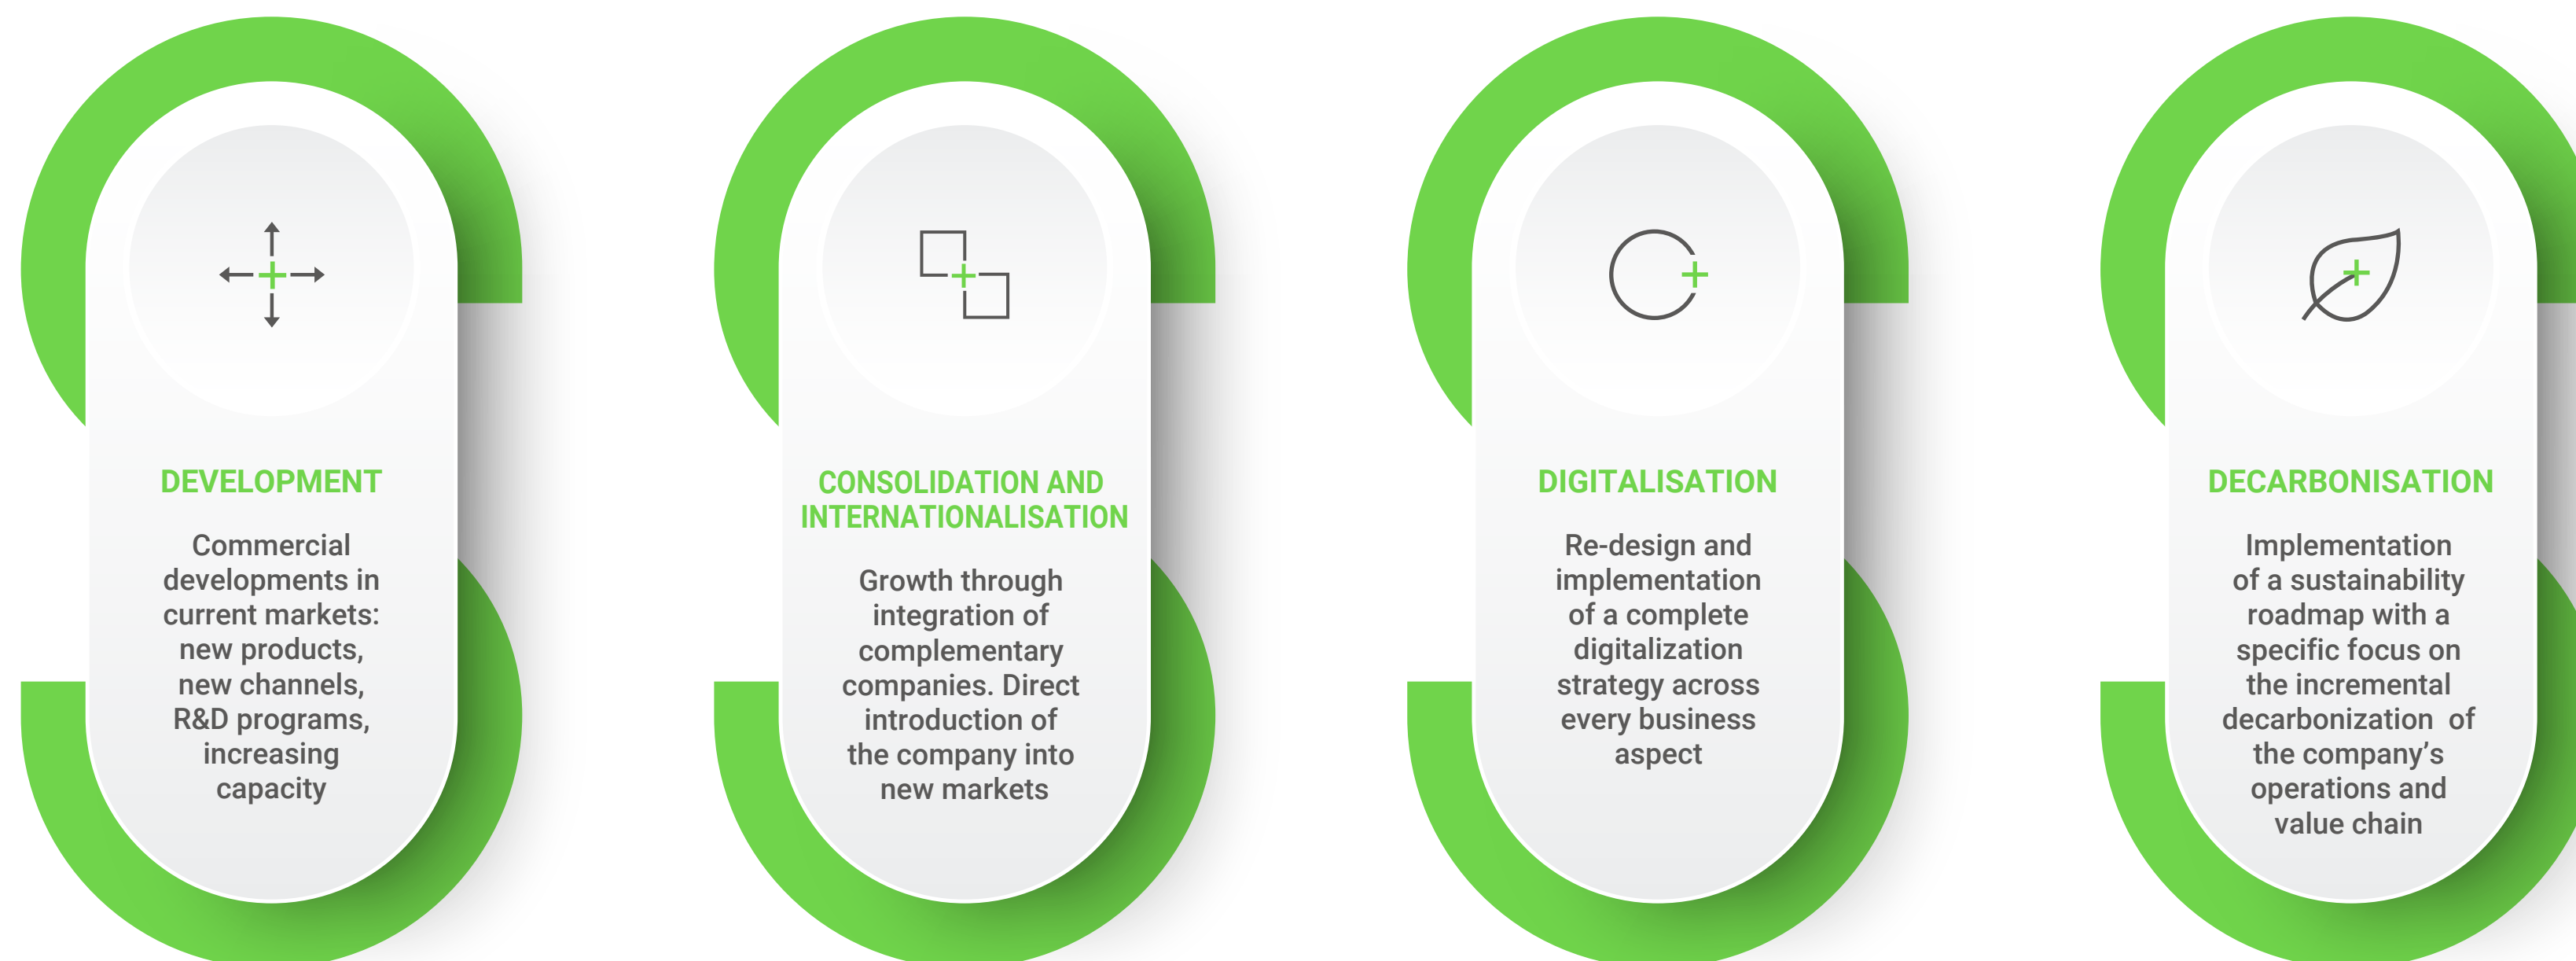 DEVELOPMENT
Commercial
developments in
current markets:
new products,
new channels,
R&D programs,
increasing
capacity
CONSOLIDATION AND
INTERNATIONALISATION
Growth through
integration of
complementary
companies. Direct
introduction of
the company into
new markets
DIGITALISATION
Re-design and
implementation
of a complete
digitalization
strategy across
every business
aspect
DECARBONISATION
Implementation
of a sustainability
roadmap with a
specific focus on
the incremental
decarbonization  of
the company’s
operations and
value chain